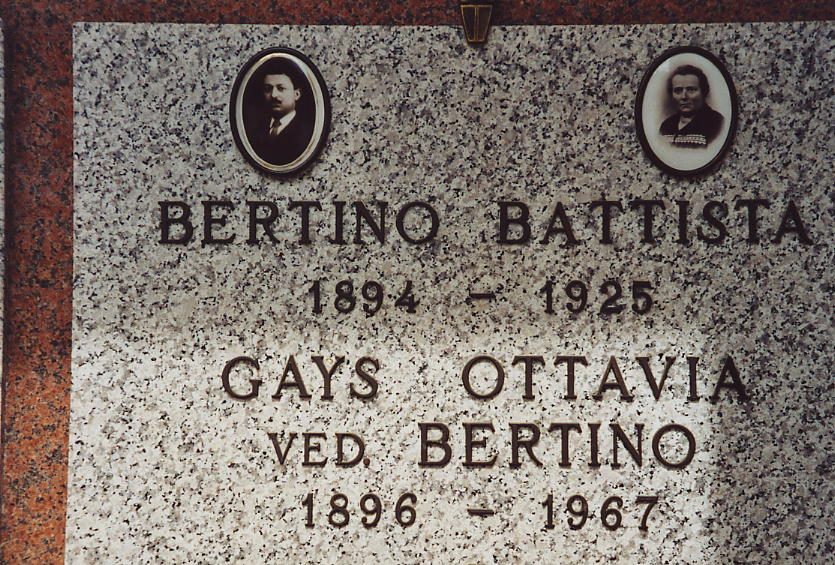 BERTINO BATTISTA
1894 - 1925
GAYS OTTAVIA
VED. BERTINO
1896 - 1967